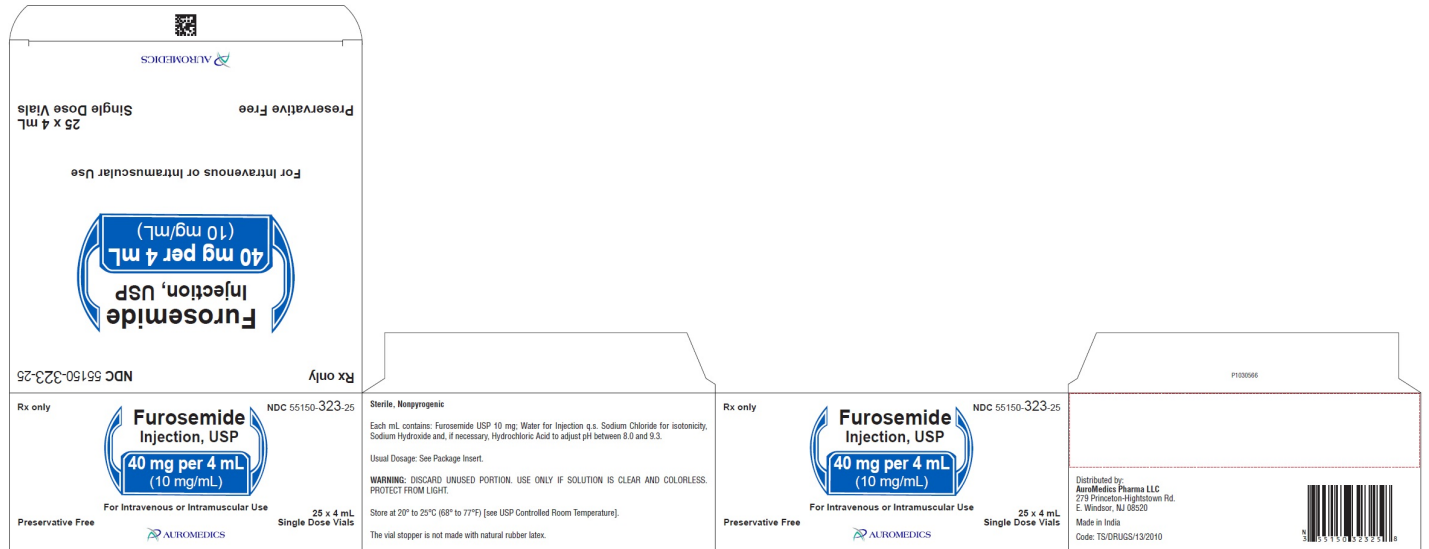 AUROMEDICS
Preservative Free
25 x 4 mL
Single Dose Vials
For Intravenous or Intramuscular Use
40 mg per 4 mL
(10 mg/mL)
Furosemide
Injection, USP
Rx only
NDC 55150-323-25
Rx only
NDC 55150-323-25
Furosemide
Injection, USP
40 mg per 4 mL
(10 mg/mL)
For Intravenous or Intramuscular Use
Preservative Free
25 x 4 mL
Single Dose Vials
AUROMEDICS
Sterile, Nonpyrogenic
Each mL contains: Furosemide USP 10 mg; Water for Injection q.s. Sodium Chloride for isotonicity,
Sodium Hydroxide and, if necessary, Hydrochloric Acid to adjust pH between 8.0 and 9.3.
Usual Dosage: See Package Insert.
WARNING: DISCARD UNUSED PORTION. USE ONLY IF SOLUTION IS CLEAR AND COLORLESS.
PROTECT FROM LIGHT.
Store at 20° to 25°C (68° to 77°F) [see USP Controlled Room Temperature].
The vial stopper is not made with natural rubber latex.
Rx only
NDC 55150-323-25
Furosemide
Injection, USP
40 mg per 4 mL
(10 mg/mL)
For Intravenous or Intramuscular Use
Preservative Free
25 x 4 mL
Single Dose Vials
AUROMEDICS
P1030566
Distributed by:
AuroMedics Pharma LLC
279 Princeton-Hightstown Rd.
E. Windsor, NJ 08520
Made in India
Code: TS/DRUGS/13/2010
N
3 55150 32325 8